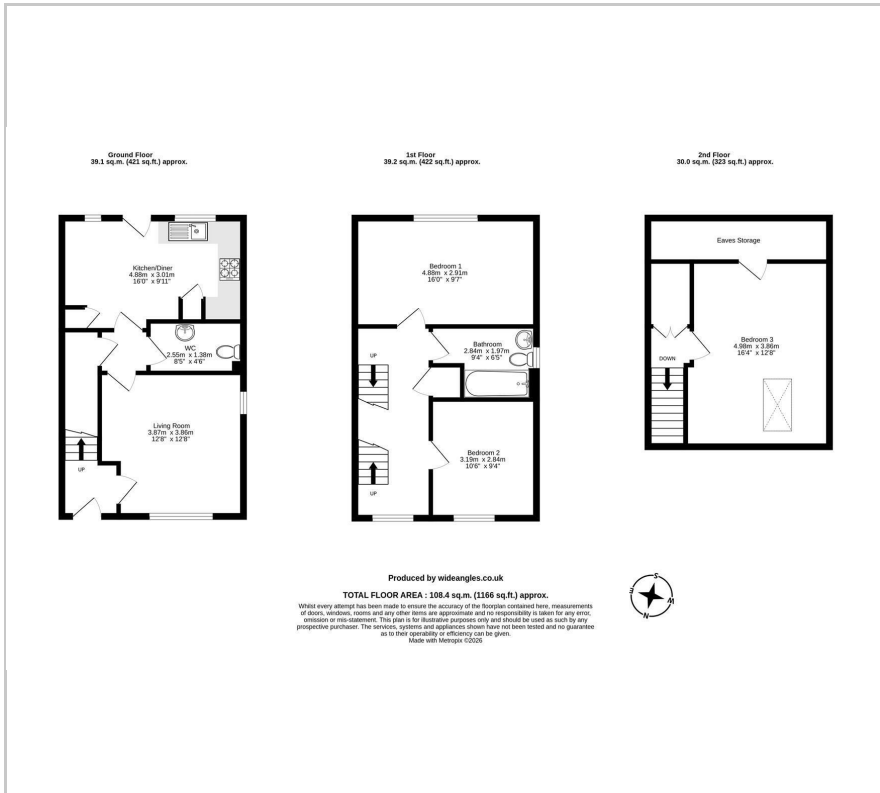 Ground Floor
39.1 sq.m. (421 sq.ft.) approx.
1st Floor
39.2 sq.m. (422 sq.ft.) approx.
2nd Floor
30.0 sq.m. (323 sq.ft.) approx.
Kitchen/Diner
4.88m x 3.01m
16'0" x 9'11"
WC
2.55m x 1.38m
8'5" x 4'6"
Living Room
3.87m x 3.86m
12'8" x 12'8"
UP
Bedroom 1
4.88m x 2.91m
16'0" x 9'7"
UP
Bathroom
2.84m x 1.97m
9'4" x 6'5"
Bedroom 2
3.19m x 2.84m
10'6" x 9'4"
UP
Eaves Storage
Bedroom 3
4.98m x 3.86m
16'4" x 12'8"
DOWN
Produced by wideangles.co.uk
TOTAL FLOOR AREA : 108.4 sq.m. (1166 sq.ft.) approx.
Whilst every attempt has been made to ensure the accuracy of the floorplan contained here, measurements
of doors, windows, rooms and any other items are approximate and no responsibility is taken for any error,
omission or mis-statement. This plan is for illustrative purposes only and should be used as such by any
prospective purchaser. The services, systems and appliances shown have not been tested and no guarantee
as to their operability or efficiency can be given.
Made with Metropix ©2026
S
E
W
N